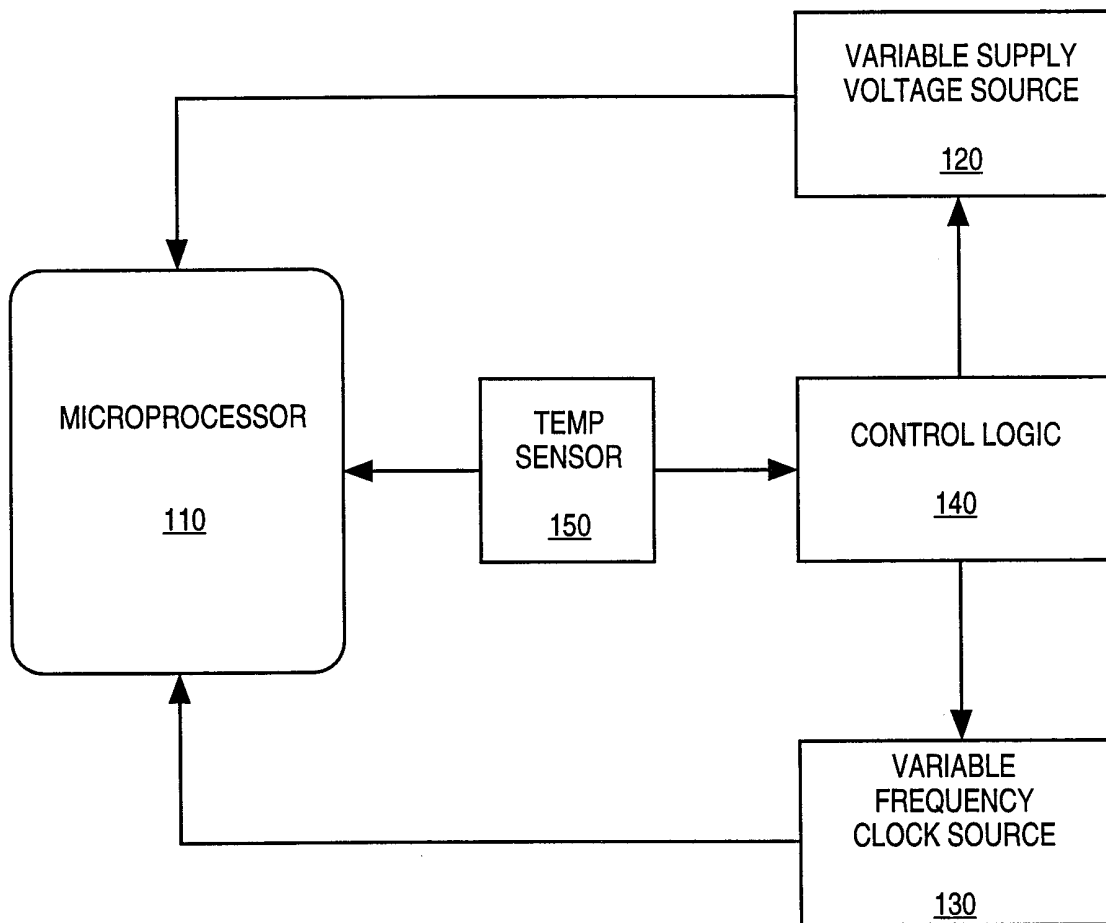 VARIABLE SUPPLY
VOLTAGE SOURCE
120
MICROPROCESSOR
110
TEMP
SENSOR
150
CONTROL LOGIC
140
VARIABLE
FREQUENCY
CLOCK SOURCE
130